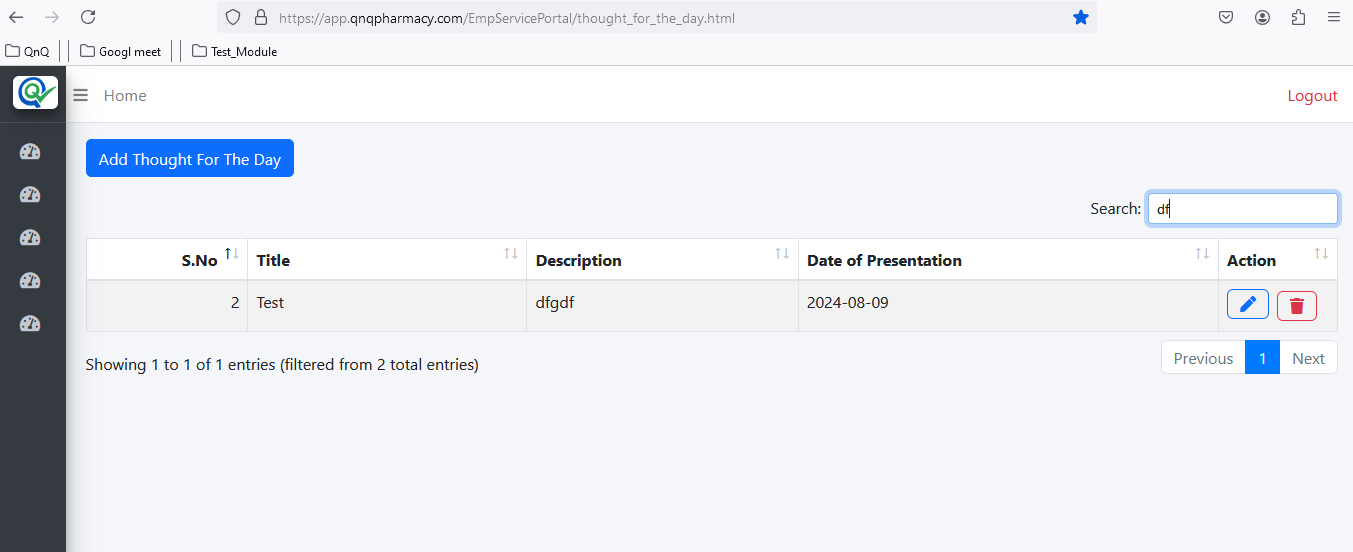 https://app.qnqpharmacy.com/EmpServicePortal/thought_for_the_day.html
QnQ Googl meet Test_Module
Home Logout
Add Thought For The Day
Search: df
S.No Title Description Date of Presentation Action
2 Test dfgdf 2024-08-09
Showing 1 to 1 of 1 entries (filtered from 2 total entries) Previous 1 Next